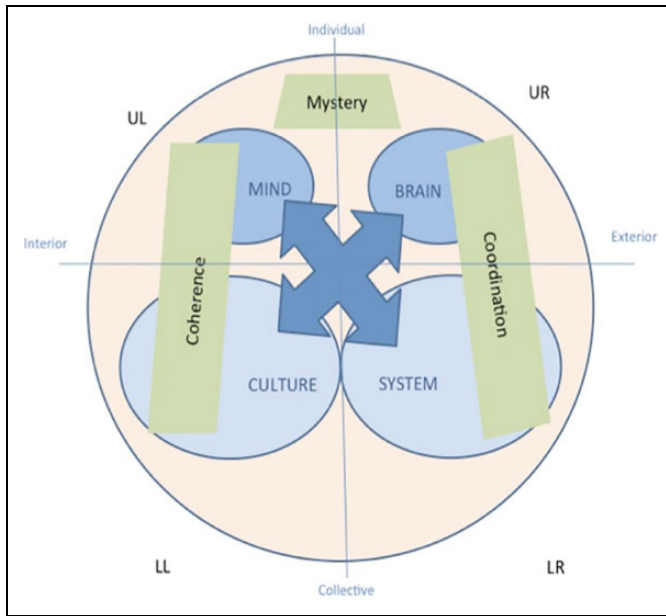 Individual
UL
UR
Mystery
MIND
BRAIN
Interior
Exterior
Coherence
Coordination
CULTURE
SYSTEM
LL
LR
Collective